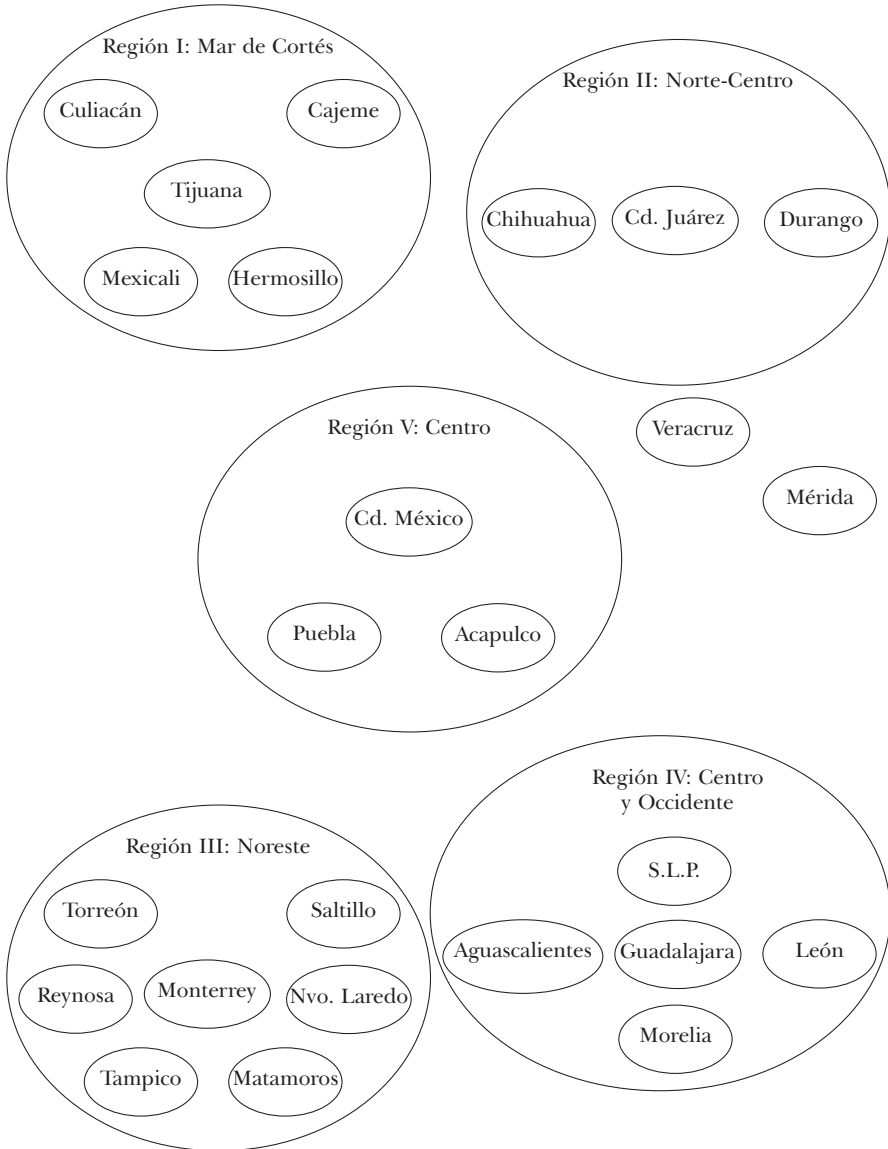 Región I: Mar de Cortés
Culiacán
Cajeme
Tijuana
Mexicali
Hermosillo
Región II: Norte-Centro
Chihuahua
Cd. Juárez
Durango
Veracruz
Mérida
Región V: Centro
Cd. México
Puebla
Acapulco
Región III: Noreste
Torreón
Saltillo
Reynosa
Monterrey
Nvo. Laredo
Tampico
Matamoros
Región IV: Centro
y Occidente
S.L.P.
Aguascalientes
Guadalajara
León
Morelia